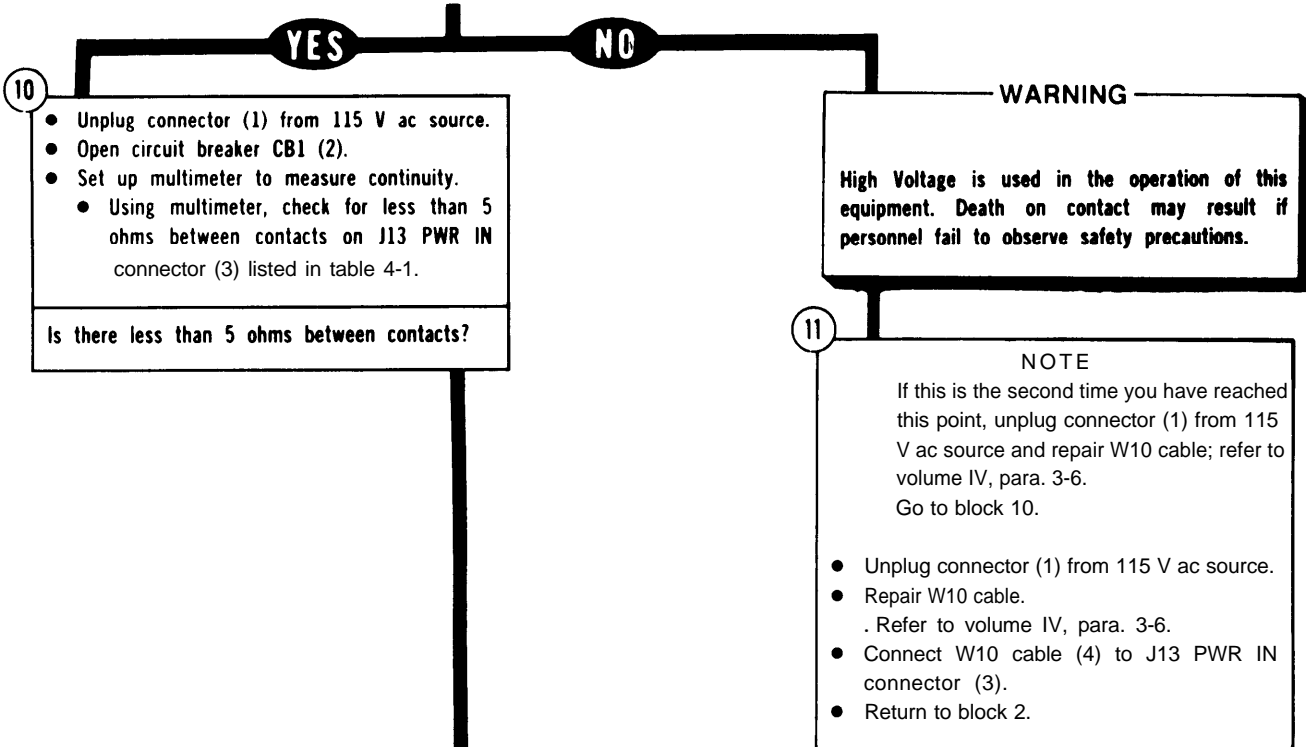 YES
NO
10
● Unplug connector (1) from 115 V ac source.
● Open circuit breaker CB1 (2).
● Set up multimeter to measure continuity.
● Using multimeter, check for less than 5
ohms between contacts on J13 PWR IN
connector (3) listed in table 4-1.
Is there less than 5 ohms between contacts?
WARNING
High Voltage is used in the operation of this
equipment. Death on contact may result if
personnel fail to observe safety precautions.
11
NOTE
If this is the second time you have reached
this point, unplug connector (1) from 115
V ac source and repair W10 cable; refer to
volume IV, para. 3-6.
Go to block 10.
● Unplug connector (1) from 115 V ac source.
● Repair W10 cable.
. Refer to volume IV, para. 3-6.
● Connect W10 cable (4) to J13 PWR IN
connector (3).
● Return to block 2.